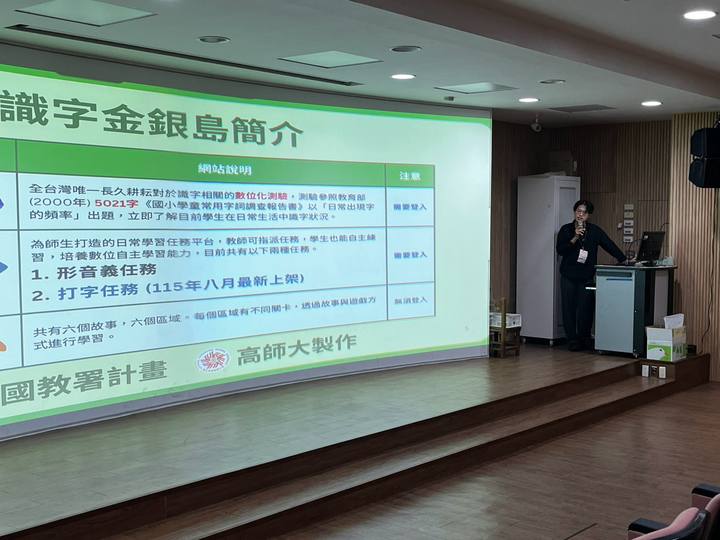 識字金銀島簡介
網站說明
注意
全台灣唯一長久耕耘對於識字相關的數位化測驗，測驗參照教育部
(2000年) 5021字《國小學童常用字詞調查報告書》以「日常出現字
的頻率」出題，立即了解目前學生在日常生活中識字狀況。
需要登入
為師生打造的日常學習任務平台，教師可指派任務，學生也能自主練
習，培養數位自主學習能力，目前共有以下兩種任務。
1. 形音義任務
2. 打字任務 (115年八月最新上架)
需要登入
共有六個故事，六個區域。每個區域有不同關卡，透過故事與遊戲方
式進行學習。
無須登入
國教署計畫
高師大製作